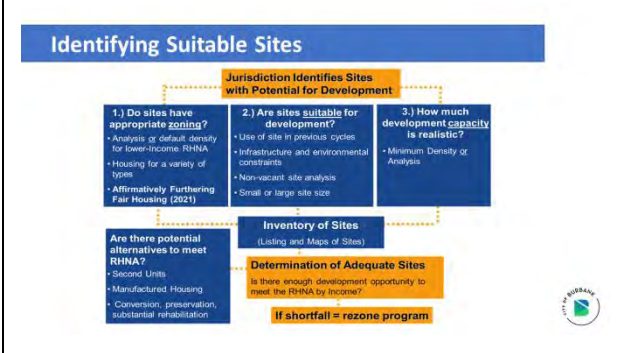 Identifying Suitable Sites
Jurisdiction Identifies Sites
with Potential for Development
1.) Do sites have
appropriate zoning?
• Analysis or default density
for lower-Income RHNA
• Housing for a variety of
types
• Affirmatively Furthering
Fair Housing (2021)
2.) Are sites suitable for
development?
• Use of site in previous cycles
• Infrastructure and environmental
constraints
• Non-vacant site analysis
• Small or large site size
3.) How much
development capacity
is realistic?
• Minimum Density or
Analysis
Inventory of Sites
(Listing and Maps of Sites)
Are there potential
alternatives to meet
RHNA?
• Second Units
• Manufactured Housing
• Conversion, preservation,
substantial rehabilitation
Determination of Adequate Sites
Is there enough development opportunity to
meet the RHNA by Income?
If shortfall = rezone program
CITY OF BURBANK